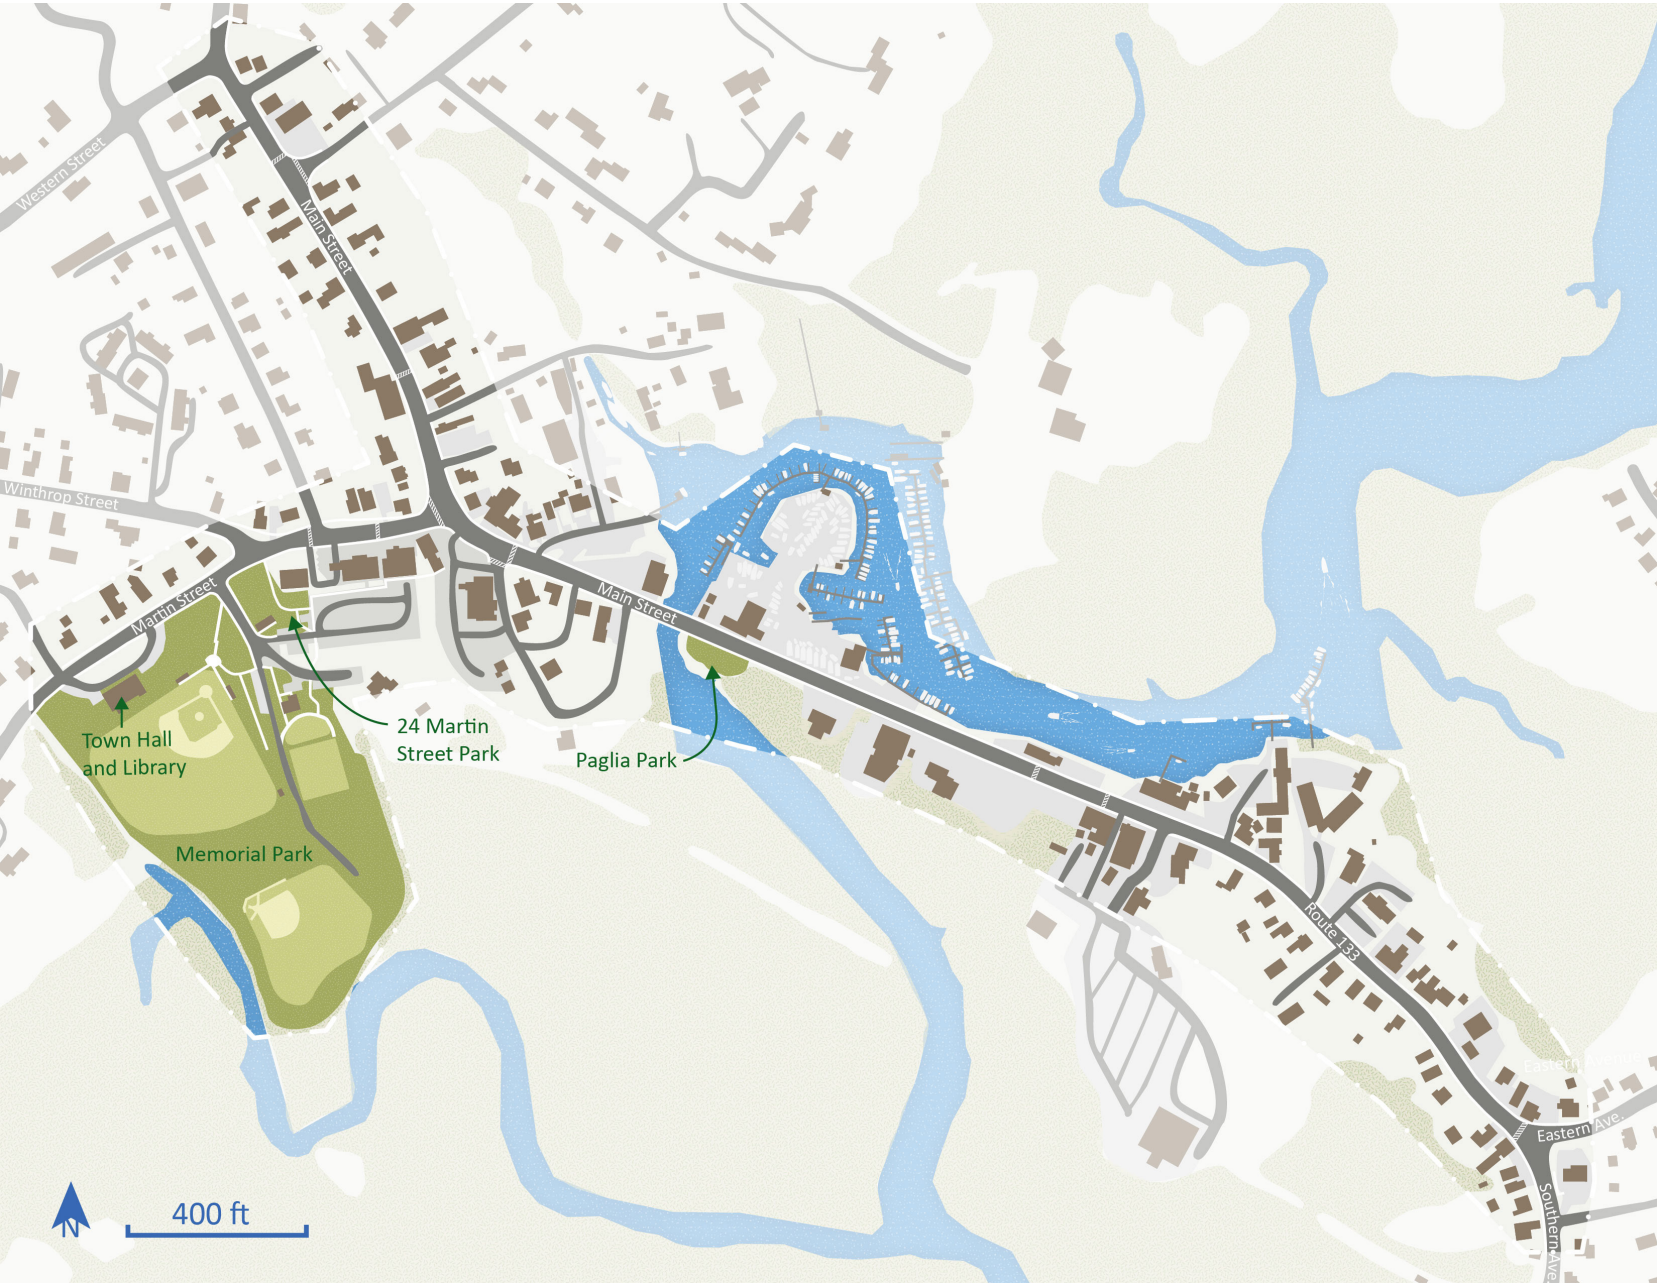 Western Street
Main Street
Winthrop Street
Martin Street
Main Street
24 Martin
Street Park
Town Hall
and Library
Paglia Park
Memorial Park
Route 133
Eastern
Eastern Ave.
Southern Ave.
400 ft
N